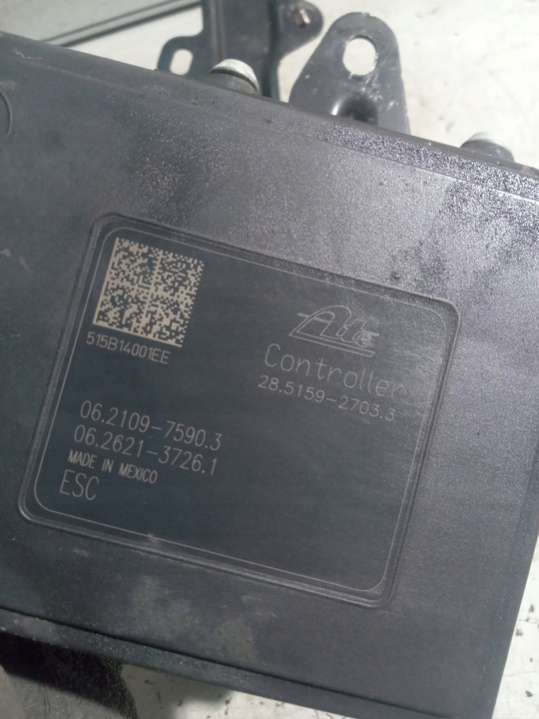 515B14001EE
Ate
Controller
28.5159-2703.3
06.2109-7590.3
06.2621-3726.1
MADE IN MEXICO
ESC